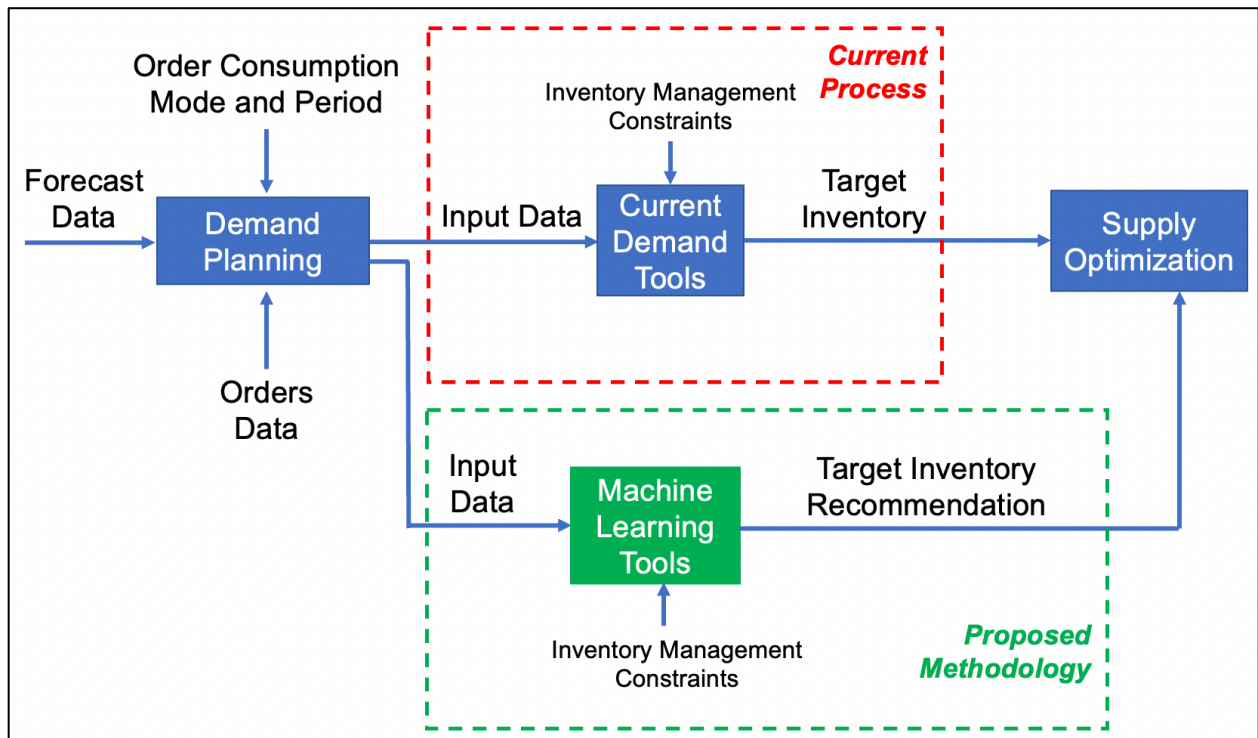 Order Consumption
Mode and Period
Forecast
Data
Demand
Planning
Orders
Data
Current
Process
Inventory Management
Constraints
Input Data
Current
Demand
Tools
Target
Inventory
Supply
Optimization
Input
Data
Machine
Learning
Tools
Target Inventory
Recommendation
Inventory Management
Constraints
Proposed
Methodology